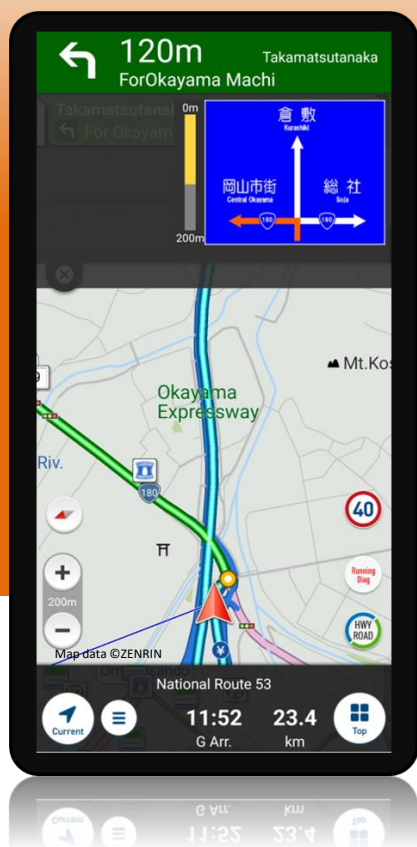 120m
Takamatsutanaka
ForOkayama Machi
Takamatsutanal
For Okayam
0m
200m
倉敷
Kurashiki
岡山市街
Central Okayama
総社
Soja
180
180
Mt.Kos
Okayama
Expressway
9
Riv.
180
40
200m
Running
Diag
HWY
ROAD
¥
Map data ©ZENRIN
National Route 53
Current
11:52
23.4
G Arr.
km
Top